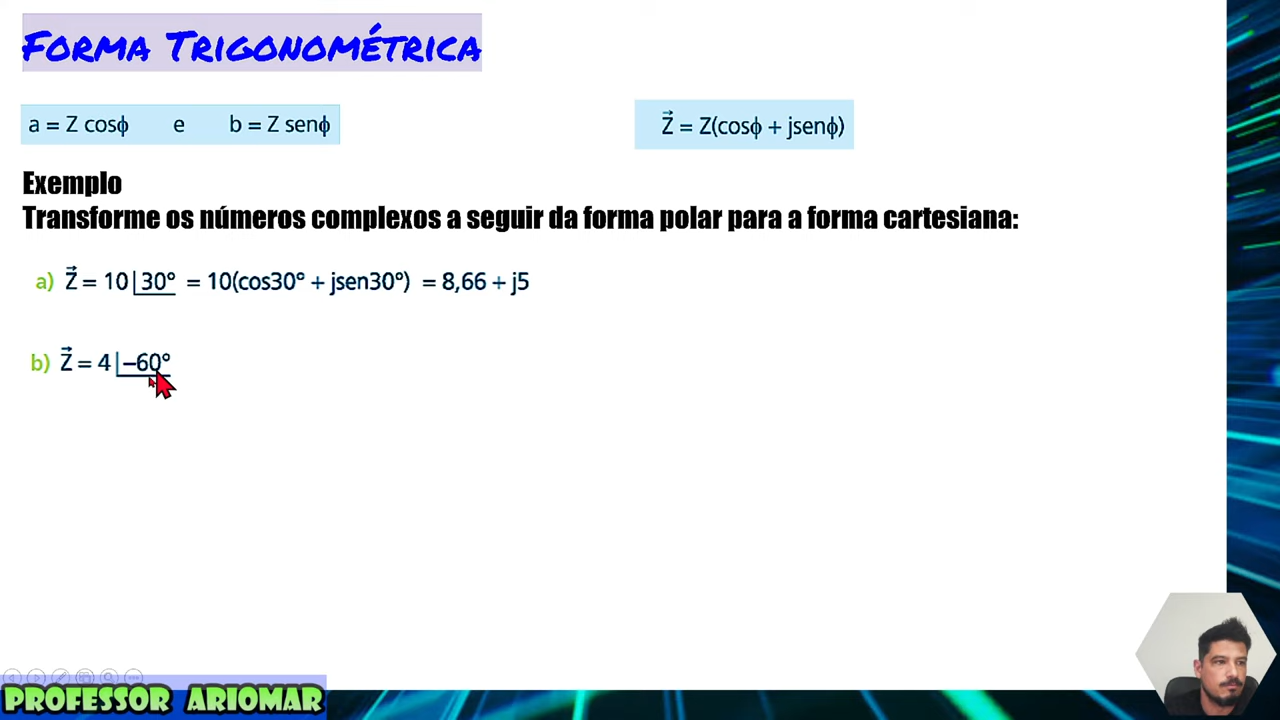 Forma Trigonométrica
a = Z cosϕ e b = Z senϕ
Z⃗ = Z(cosϕ + jsenϕ)
Exemplo
Transforme os números complexos a seguir da forma polar para a forma cartesiana:
a) Z⃗ = 10 |30° = 10(cos30° + jsen30°) = 8,66 + j5
b) Z⃗ = 4 |–60°
PROFESSOR ARIOMAR